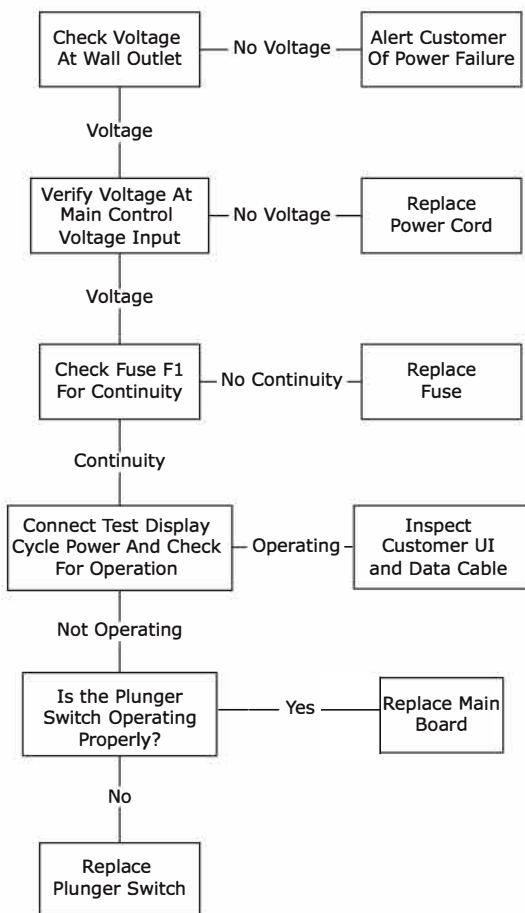 Check Voltage
At Wall Outlet
No Voltage
Alert Customer
Of Power Failure
Voltage
Verify Voltage At
Main Control
Voltage Input
No Voltage
Replace
Power Cord
Voltage
Check Fuse F1
For Continuity
No Continuity
Replace
Fuse
Continuity
Connect Test Display
Cycle Power And Check
For Operation
Operating
Inspect
Customer UI
and Data Cable
Not Operating
Is the Plunger
Switch Operating
Properly?
Yes
Replace Main
Board
No
Replace
Plunger Switch